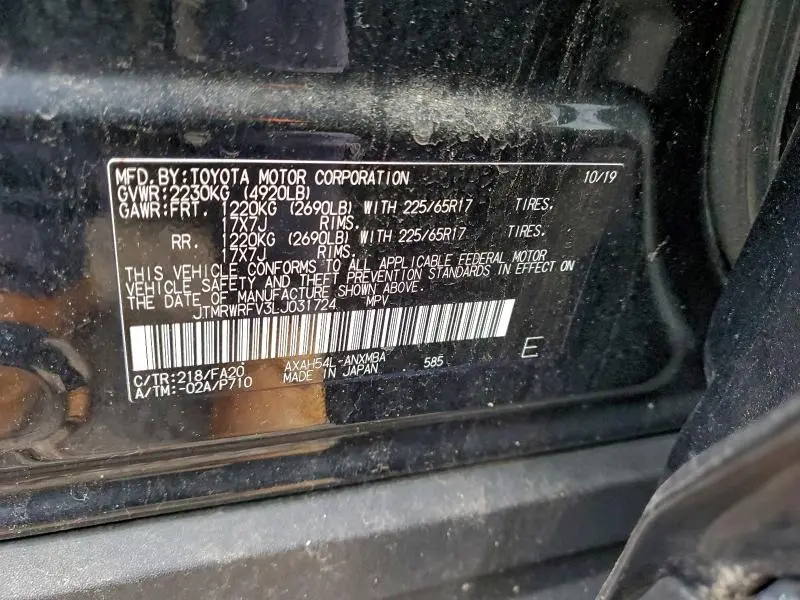 MFD.BY:TOYOTA MOTOR CORPORATION 10/19
GVWR:2230KG (4920LB)
GAWR:FRT. 1220KG (2690LB) WITH 225/65R17 TIRES.
17X7J RIMS.
RR. 1220KG (2690LB) WITH 225/65R17 TIRES.
17X7J RIMS.
THIS VEHICLE CONFORMS TO ALL APPLICABLE FEDERAL MOTOR
VEHICLE SAFETY AND THEFT PREVENTION STANDARDS IN EFFECT ON
THE DATE OF MANUFACTURE SHOWN ABOVE.
JTMRWRFV3LJ031724 MPV
C/TR:218/FA20 AXAH54L-ANXMBA 585 E
A/TM:-02A/P710 MADE IN JAPAN